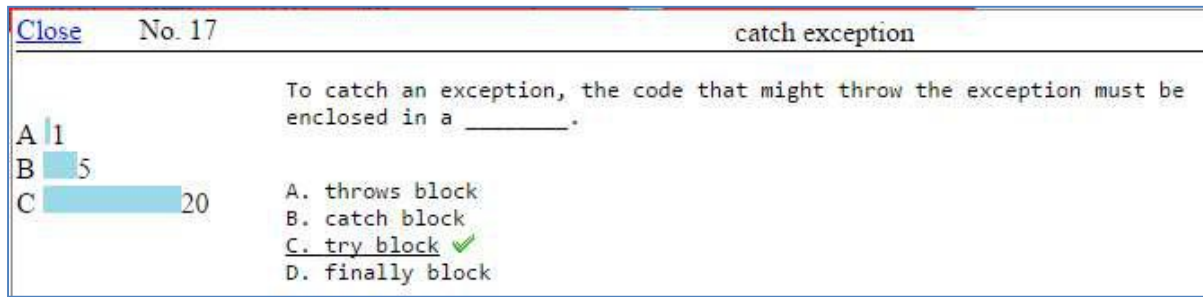 Close No. 17 catch exception
To catch an exception, the code that might throw the exception must be
enclosed in a ________.
A 1
B 5
C 20
A. throws block
B. catch block
C. try block
D. finally block